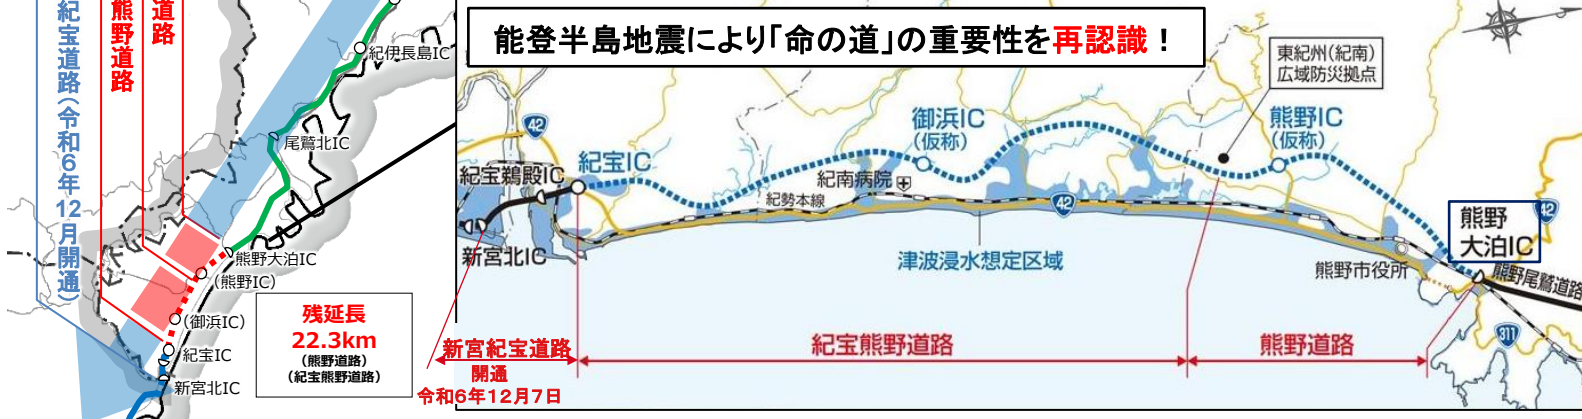 紀宝道路(令和6年12月開通)
熊野道路
道路
紀伊長島IC
尾鷲北IC
熊野大泊IC
(熊野IC)
(御浜IC)
紀宝IC
新宮北IC
残延長
22.3km
(熊野道路)
(紀宝熊野道路)
能登半島地震により「命の道」の重要性を再認識!
東紀州(紀南)
広域防災拠点
42
御浜IC
(仮称)
熊野IC
(仮称)
紀宝IC
紀宝鵜殿IC
紀南病院
紀勢本線
42
新宮北IC
津波浸水想定区域
熊野
大泊IC
42
熊野市役所
熊野尾鷲道路
311
新宮紀宝道路
開通
令和6年12月7日
紀宝熊野道路
熊野道路